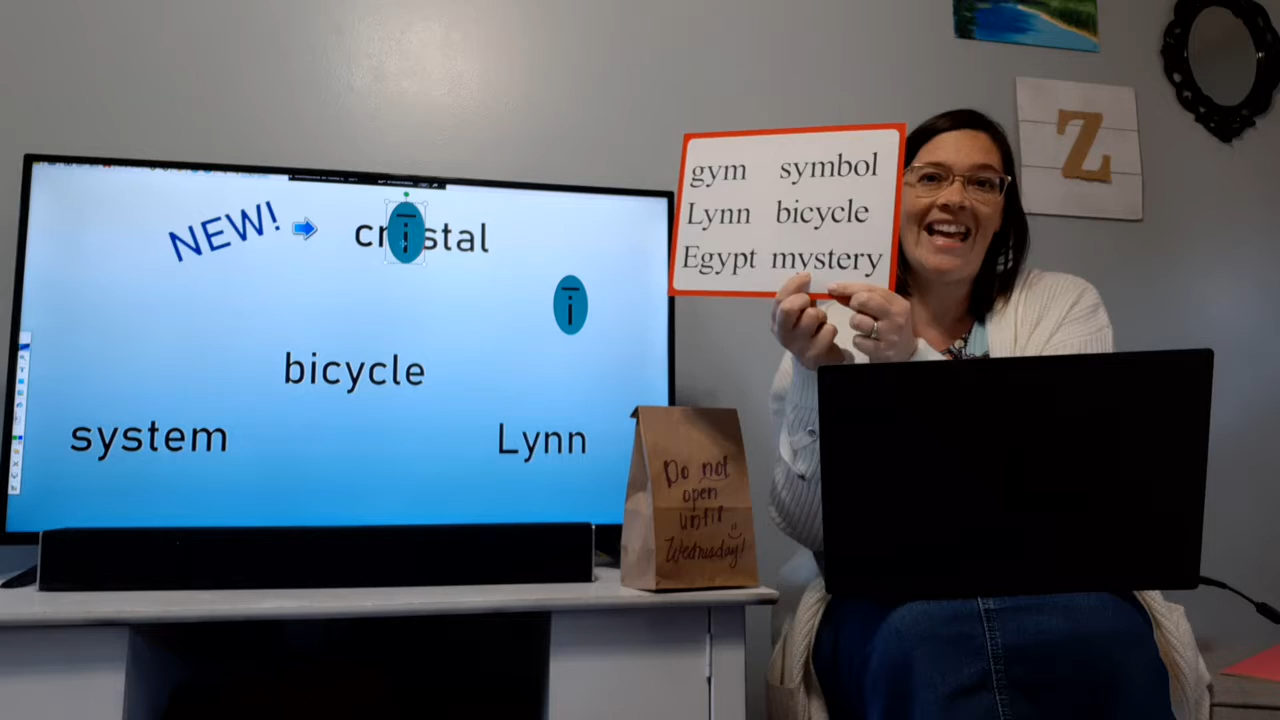 NEW!
cr ī stal
ī
bicycle
system
Lynn
gym symbol
Lynn bicycle
Egypt mystery
Do not
open
until
Wednesday!
Z